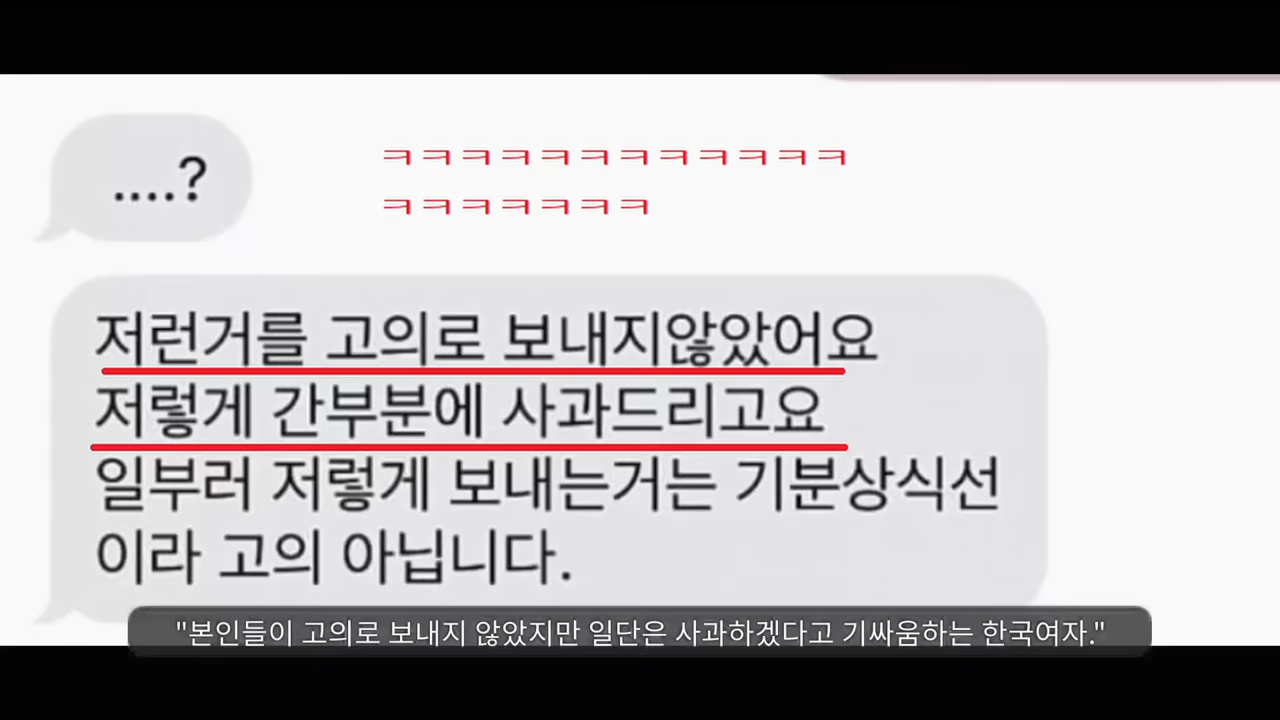 ....?
ㅋㅋㅋㅋㅋㅋㅋㅋㅋㅋㅋㅋ
ㅋㅋㅋㅋㅋㅋㅋ
저런거를 고의로 보내지않았어요
저렇게 간부분에 사과드리고요
일부러 저렇게 보내는거는 기분상식선
이라 고의 아닙니다.
"본인들이 고의로 보내지 않았지만 일단은 사과하겠다고 기싸움하는 한국여자."